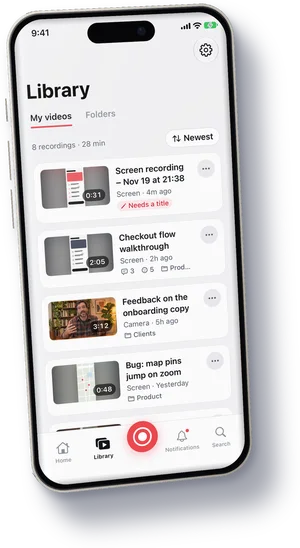 9:41
Library
My videos Folders
8 recordings · 28 min
Newest
Screen recording
– Nov 19 at 21:38
Screen · 4m ago
Needs a title
0:31
Checkout flow
walkthrough
Screen · 2h ago
3 5 Prod...
2:05
Feedback on the
onboarding copy
Camera · 5h ago
Clients
3:12
Bug: map pins
jump on zoom
Screen · Yesterday
Product
0:48
Home Library Notifications Search